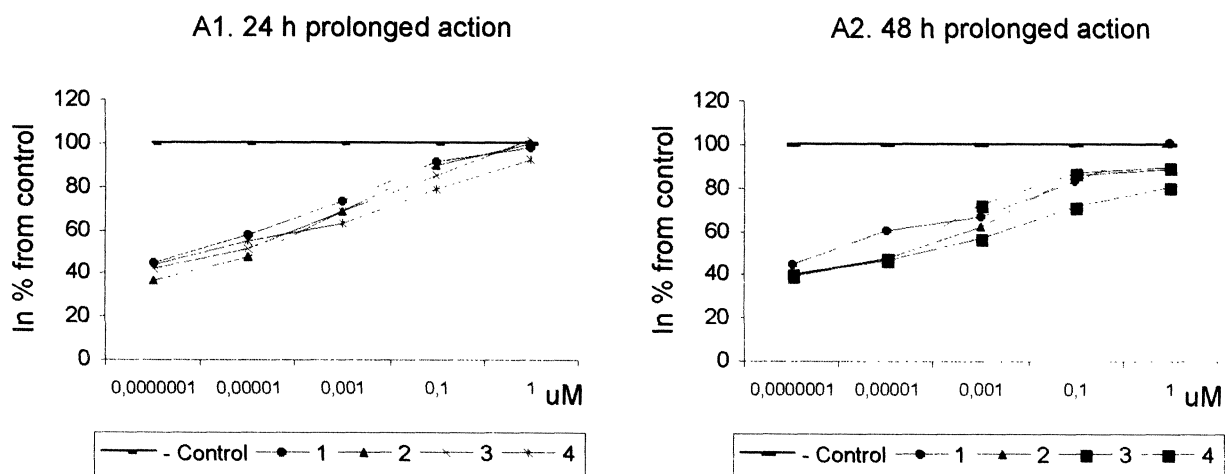 A1. 24 h prolonged action
In % from control
120
100
80
60
40
20
0
0,0000001 0,00001 0,001 0,1 1 uM
- Control 1 2 3 4
A2. 48 h prolonged action
In % from control
120
100
80
60
40
20
0
0,0000001 0,00001 0,001 0,1 1 uM
- Control 1 2 3 4